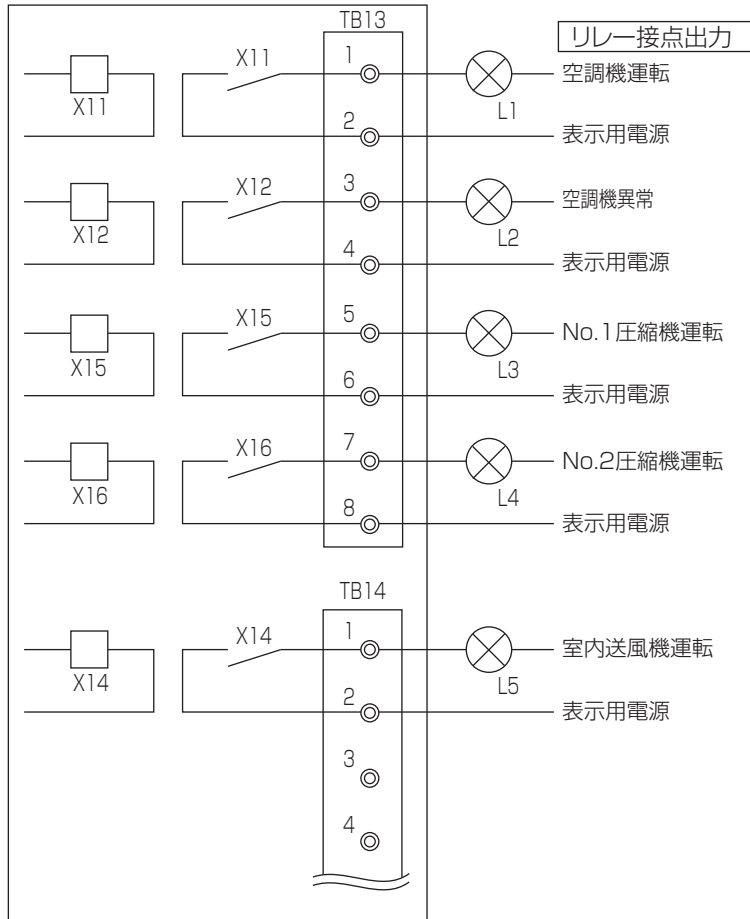 TB13
リレー接点出力
X11
X11
1
L1
空調機運転
2
表示用電源
X12
X12
3
L2
空調機異常
4
表示用電源
X15
X15
5
L3
No.1圧縮機運転
6
表示用電源
X16
X16
7
L4
No.2圧縮機運転
8
表示用電源
TB14
X14
X14
1
L5
室内送風機運転
2
表示用電源
3
4